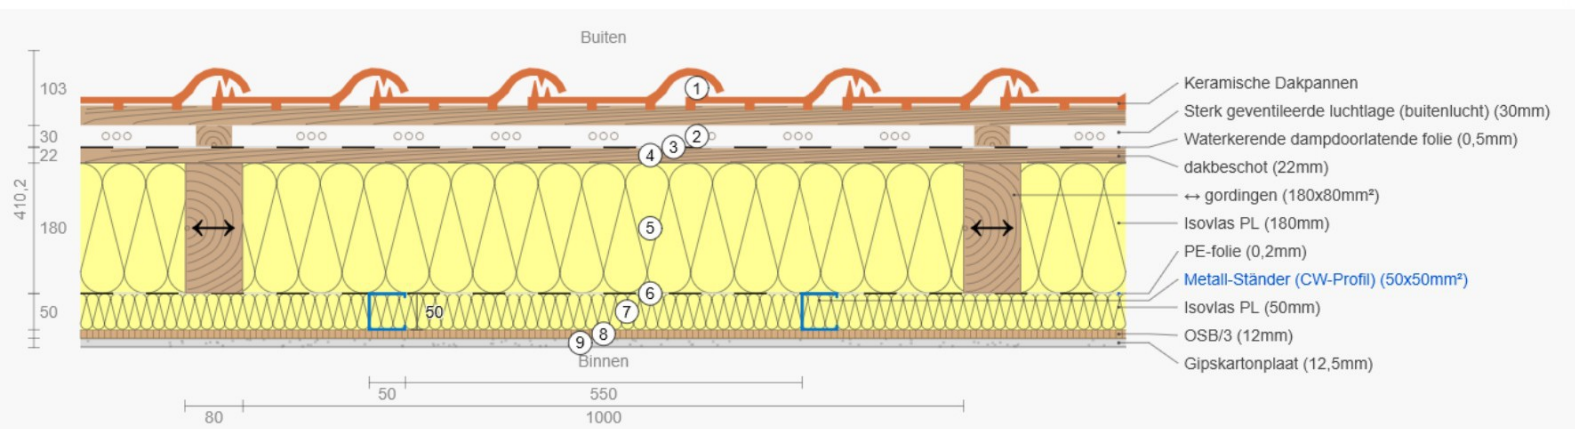 Buiten
103
30
22
410,2
180
50
1
2
3
4
5
6
7
50
8
9
Binnen
Keramische Dakpannen
Sterk geventileerde luchtlage (buitenlucht) (30mm)
Waterkerende dampdoorlatende folie (0,5mm)
dakbeschot (22mm)
↔ gordingen (180x80mm²)
Isovlas PL (180mm)
PE-folie (0,2mm)
Metall-Ständer (CW-Profil) (50x50mm²)
Isovlas PL (50mm)
OSB/3 (12mm)
Gipskartonplaat (12,5mm)
50 550
80 1000